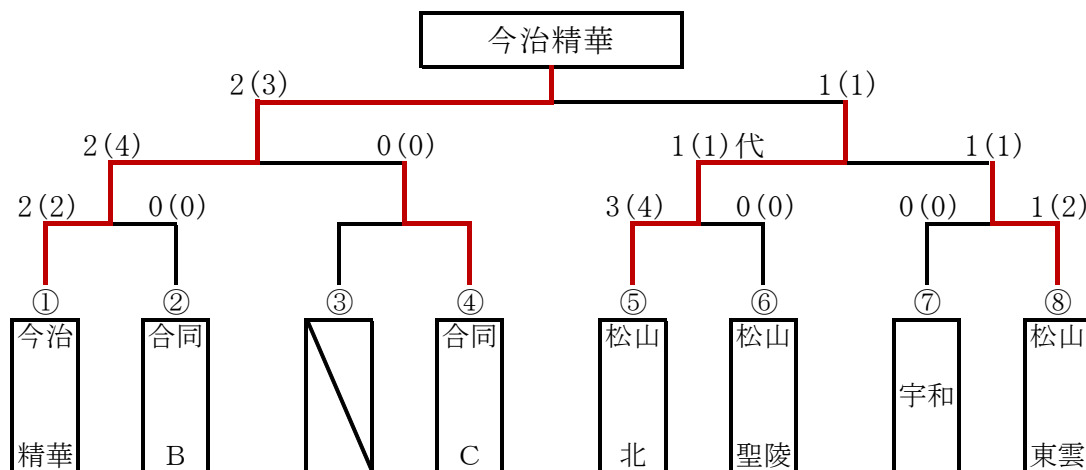 今治精華
2(3) 1(1)
2(4) 0(0) 1(1)代 1(1)
2(2) 0(0) 3(4) 0(0) 0(0) 1(2)
① ② ③ ④ ⑤ ⑥ ⑦ ⑧
今治精華
合同B
合同C
松山北
松山聖陵
宇和
松山東雲